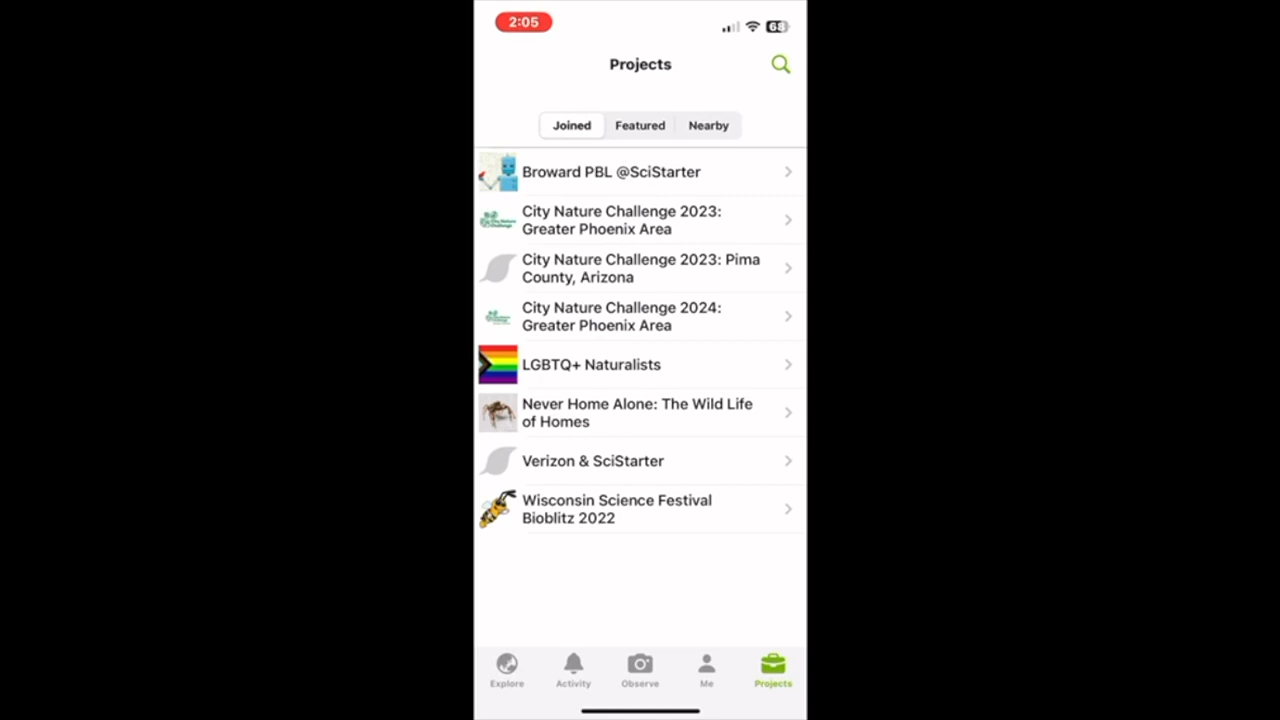 2:05
68
Projects
Joined
Featured
Nearby
Broward PBL @SciStarter
City Nature Challenge 2023:
Greater Phoenix Area
City Nature Challenge 2023: Pima
County, Arizona
City Nature Challenge 2024:
Greater Phoenix Area
LGBTQ+ Naturalists
Never Home Alone: The Wild Life
of Homes
Verizon & SciStarter
Wisconsin Science Festival
Bioblitz 2022
Explore
Activity
Observe
Me
Projects